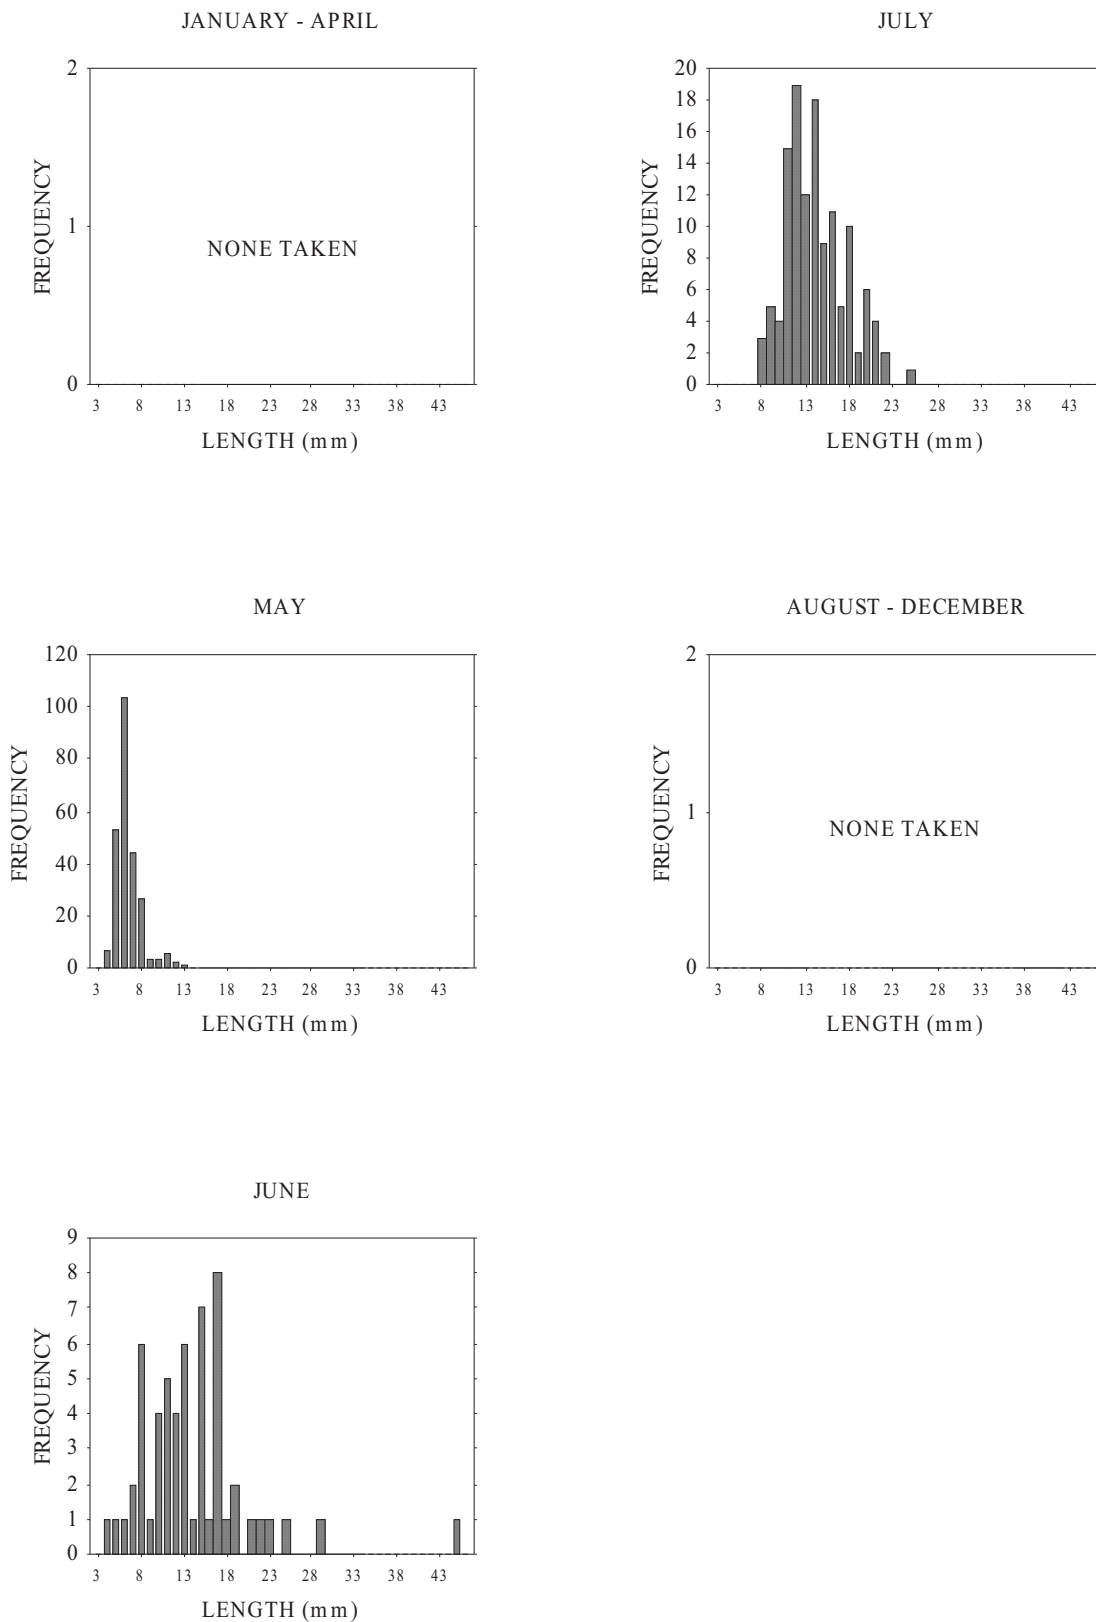 JANUARY - APRIL
2
1
0
FREQUENCY
NONE TAKEN
3 8 13 18 23 28 33 38 43
LENGTH (mm)
JULY
20
18
16
14
12
10
8
6
4
2
0
FREQUENCY
3 8 13 18 23 28 33 38 43
LENGTH (mm)
MAY
120
100
80
60
40
20
0
FREQUENCY
3 8 13 18 23 28 33 38 43
LENGTH (mm)
AUGUST - DECEMBER
2
1
0
FREQUENCY
NONE TAKEN
3 8 13 18 23 28 33 38 43
LENGTH (mm)
JUNE
9
8
7
6
5
4
3
2
1
0
FREQUENCY
3 8 13 18 23 28 33 38 43
LENGTH (mm)